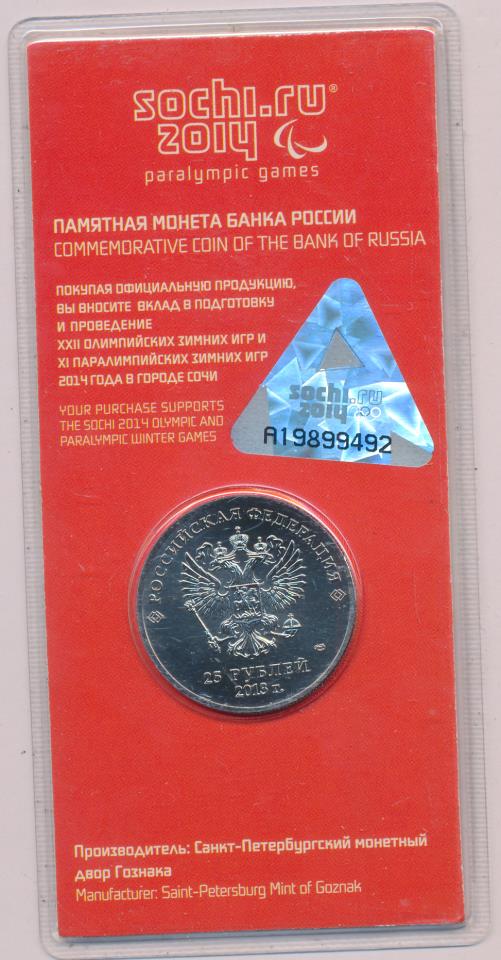 sochi.ru®
2014
paralympic games
ПАМЯТНАЯ МОНЕТА БАНКА РОССИИ
COMMEMORATIVE COIN OF THE BANK OF RUSSIA
ПОКУПАЯ ОФИЦИАЛЬНУЮ ПРОДУКЦИЮ,
ВЫ ВНОСИТЕ ВКЛАД В ПОДГОТОВКУ
И ПРОВЕДЕНИЕ
XXII ОЛИМПИЙСКИХ ЗИМНИХ ИГР И
XI ПАРАЛИМПИЙСКИХ ЗИМНИХ ИГР
2014 ГОДА В ГОРОДЕ СОЧИ
YOUR PURCHASE SUPPORTS
THE SOCHI 2014 OLYMPIC AND
PARALYMPIC WINTER GAMES
sochi.ru
2014
A19899492
РОССИЙСКАЯ ФЕДЕРАЦИЯ
25 РУБЛЕЙ
2013 г.
Производитель: Санкт-Петербургский монетный
двор Гознака
Manufacturer: Saint-Petersburg Mint of Goznak